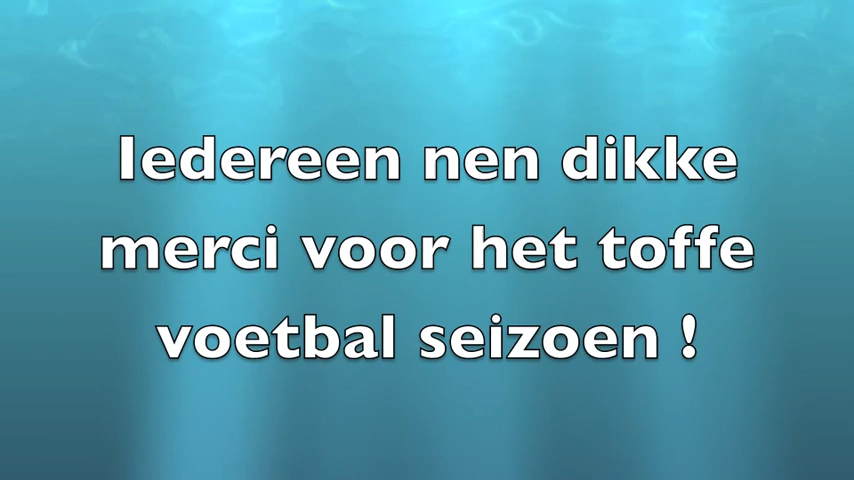 Iedereen nen dikke
merci voor het toffe
voetbal seizoen !